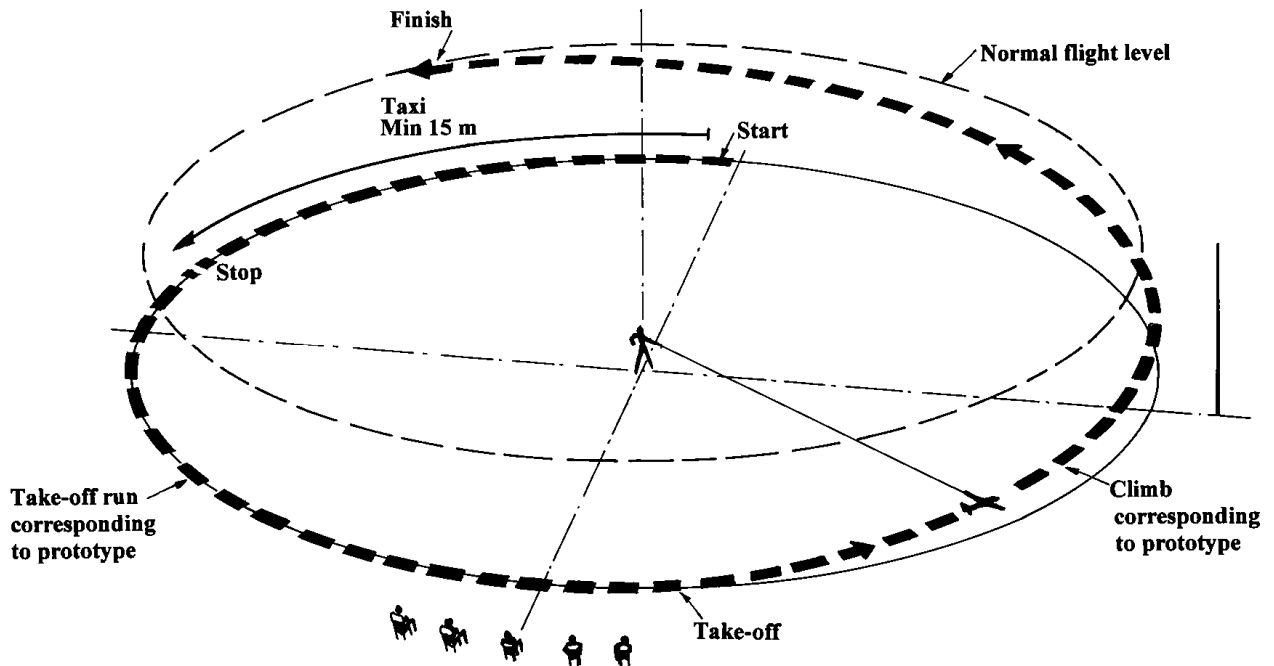 Finish
Normal flight level
Taxi
Min 15 m
Start
Stop
Take-off run
corresponding
to prototype
Climb
corresponding
to prototype
Take-off